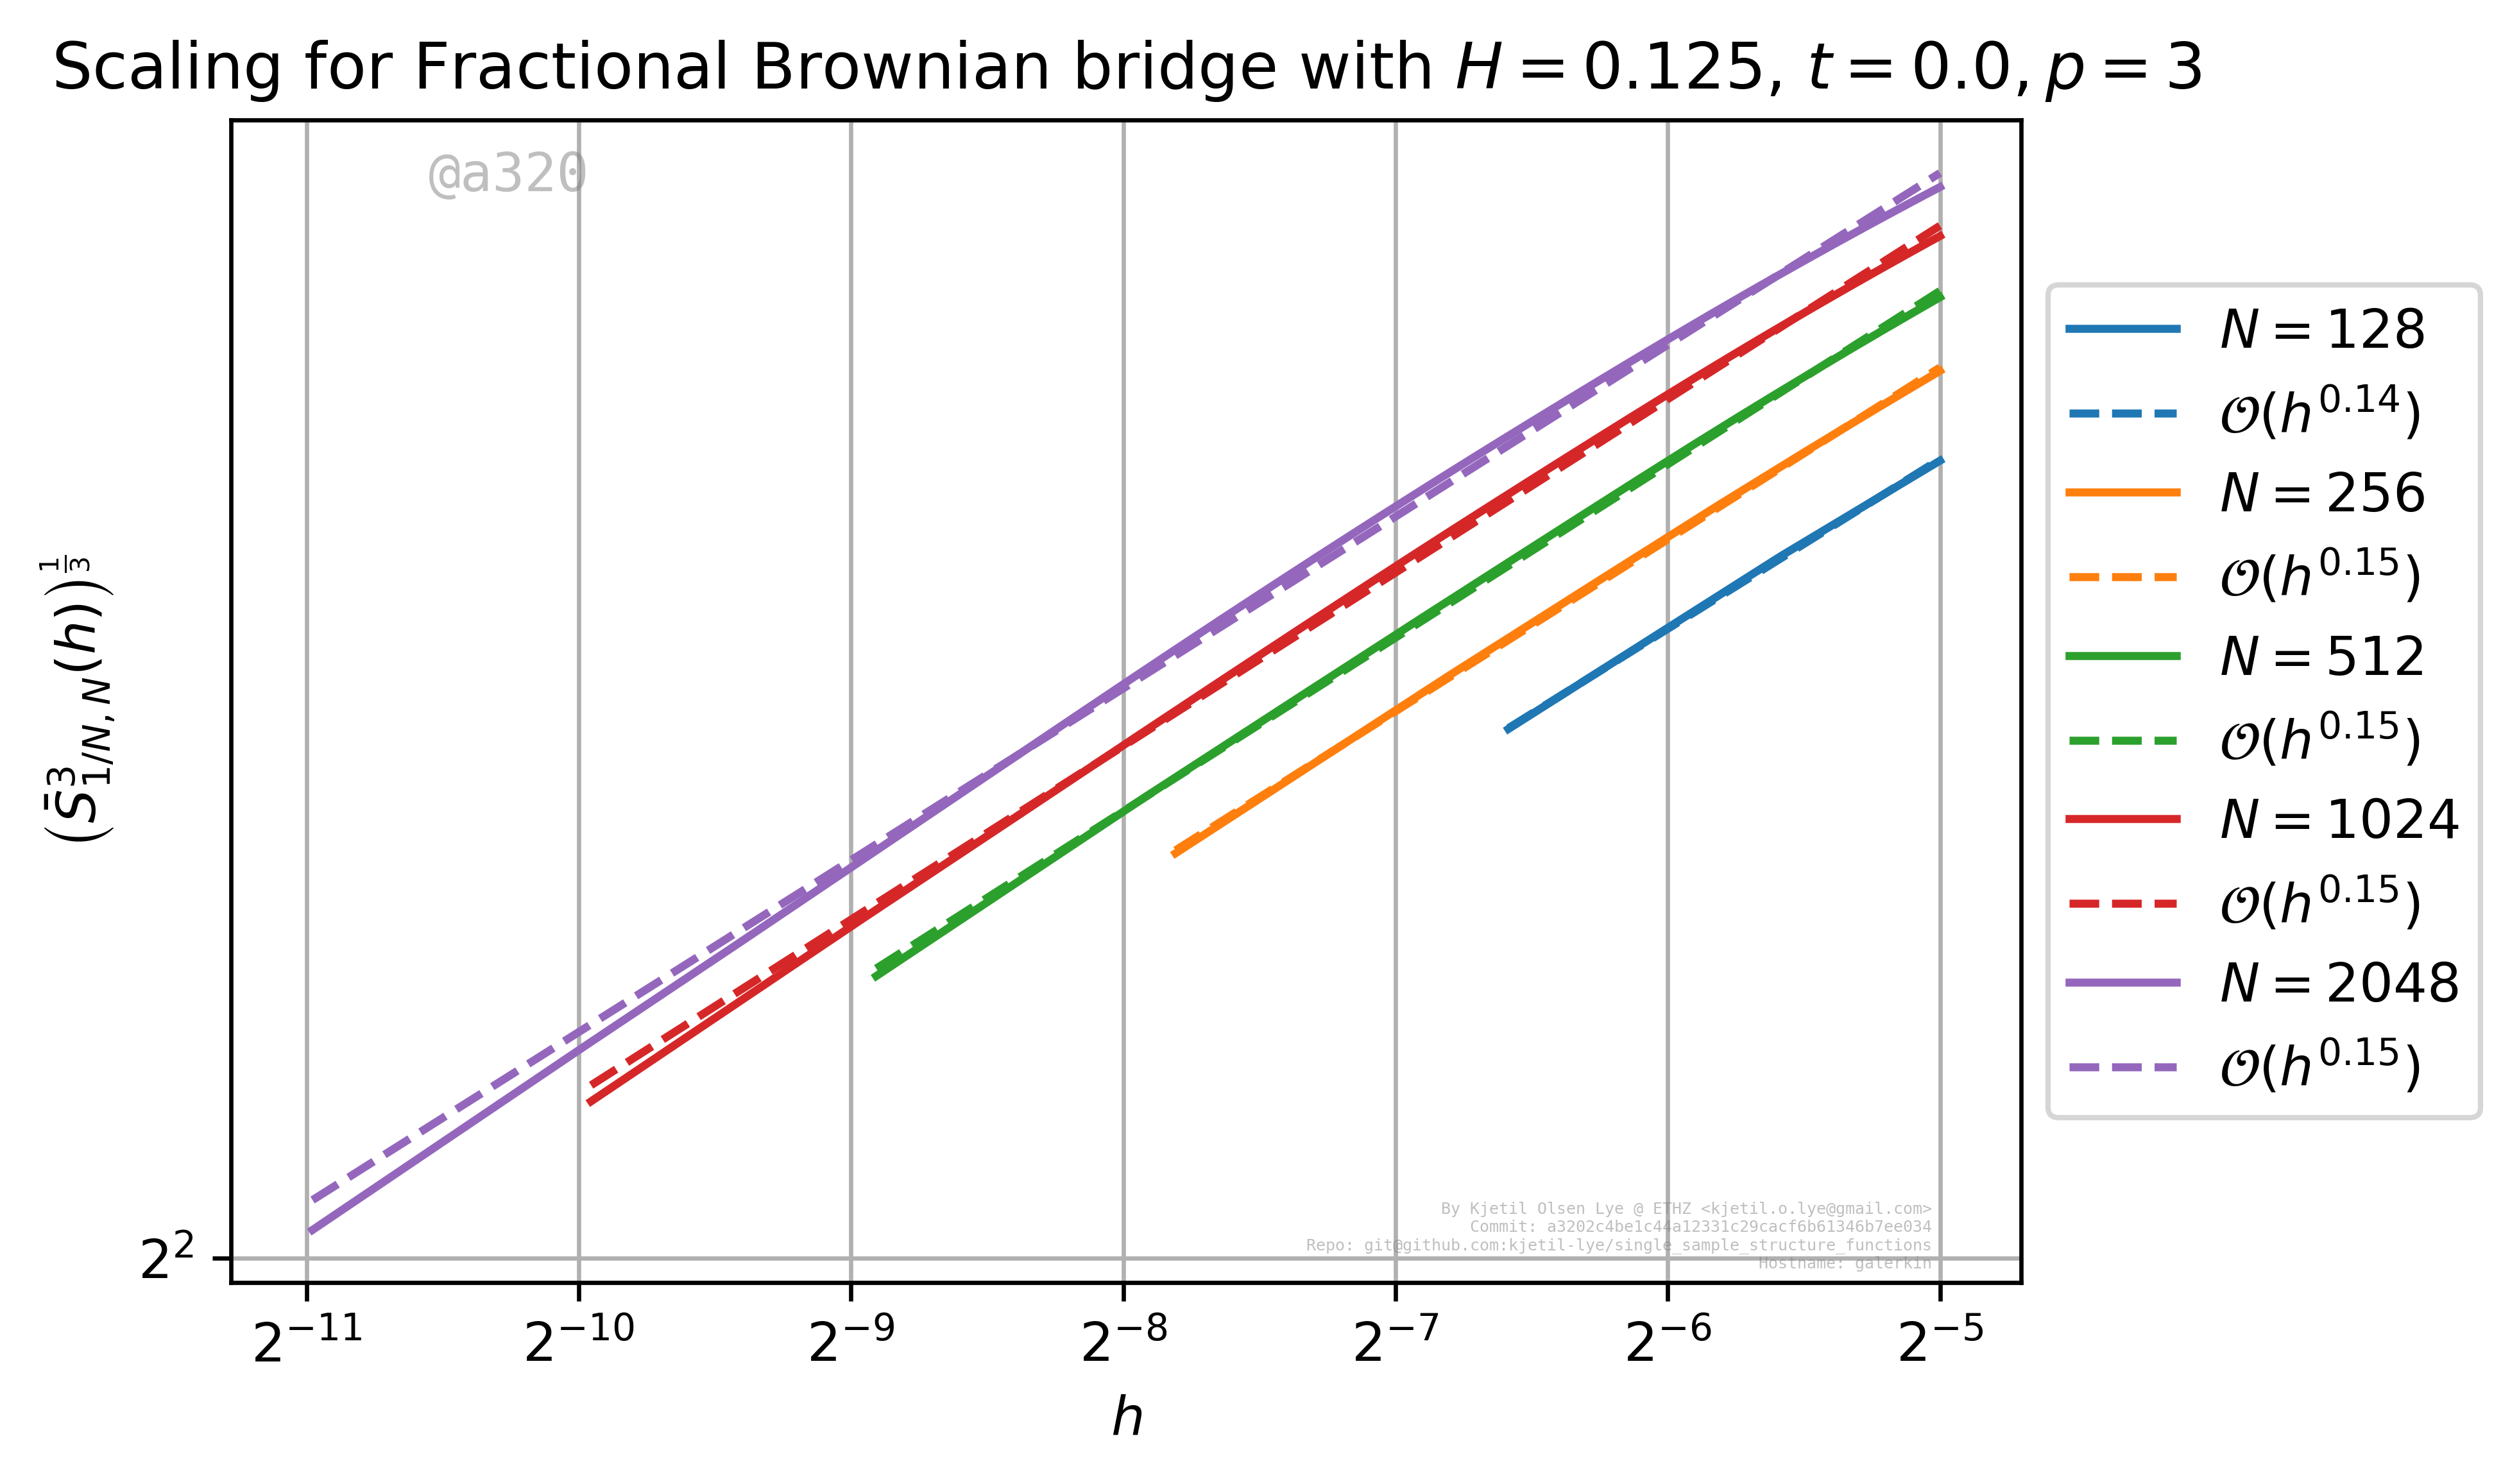 Scaling for Fractional Brownian bridge with H = 0.125, t = 0.0, p = 3
@a320
(S̄³₁/N, N(h))^(1/3)
2²
N = 128
𝒪(h^0.14)
N = 256
𝒪(h^0.15)
N = 512
𝒪(h^0.15)
N = 1024
𝒪(h^0.15)
N = 2048
𝒪(h^0.15)
By Kjetil Olsen Lye @ ETHZ <kjetil.o.lye@gmail.com>
Commit: a3202c4be1c44a12331c29cacf6b61346b7ee034
Repo: git@github.com:kjetil-lye/single_sample_structure_functions
Hostname: galerkin
2⁻¹¹ 2⁻¹⁰ 2⁻⁹ 2⁻⁸ 2⁻⁷ 2⁻⁶ 2⁻⁵
h